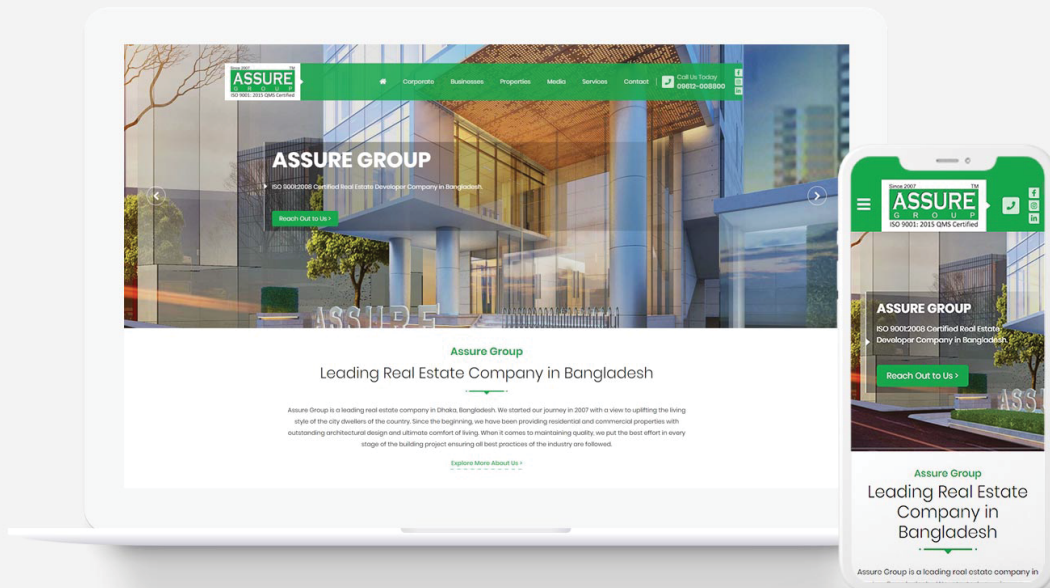 Since 2007 TM
ASSURE
GROUP
ISO 9001: 2015 QMS Certified
Corporate Businesses Properties Media Services Contact
Call Us Today
09612-008800
ASSURE GROUP
ISO 9001:2008 Certified Real Estate Developer Company in Bangladesh.
Reach Out to Us >
ASSURE
Assure Group
Leading Real Estate Company in Bangladesh
Assure Group is a leading real estate company in Dhaka, Bangladesh. We started our journey in 2007 with a view to uplifting the living
style of the city dwellers of the country. Since the beginning, we have been providing residential and commercial properties with
outstanding architectural design and ultimate comfort of living. When it comes to maintaining quality, we put the best effort in every
stage of the building project ensuring all best practices of the industry are followed.
Explore More About Us >
Since 2007 TM
ASSURE
GROUP
ISO 9001: 2015 QMS Certified
ASSURE GROUP
ISO 9001:2008 Certified Real Estate
Developer Company in Bangladesh.
Reach Out to Us >
ASS
Assure Group
Leading Real Estate
Company in
Bangladesh
Assure Group is a leading real estate company in